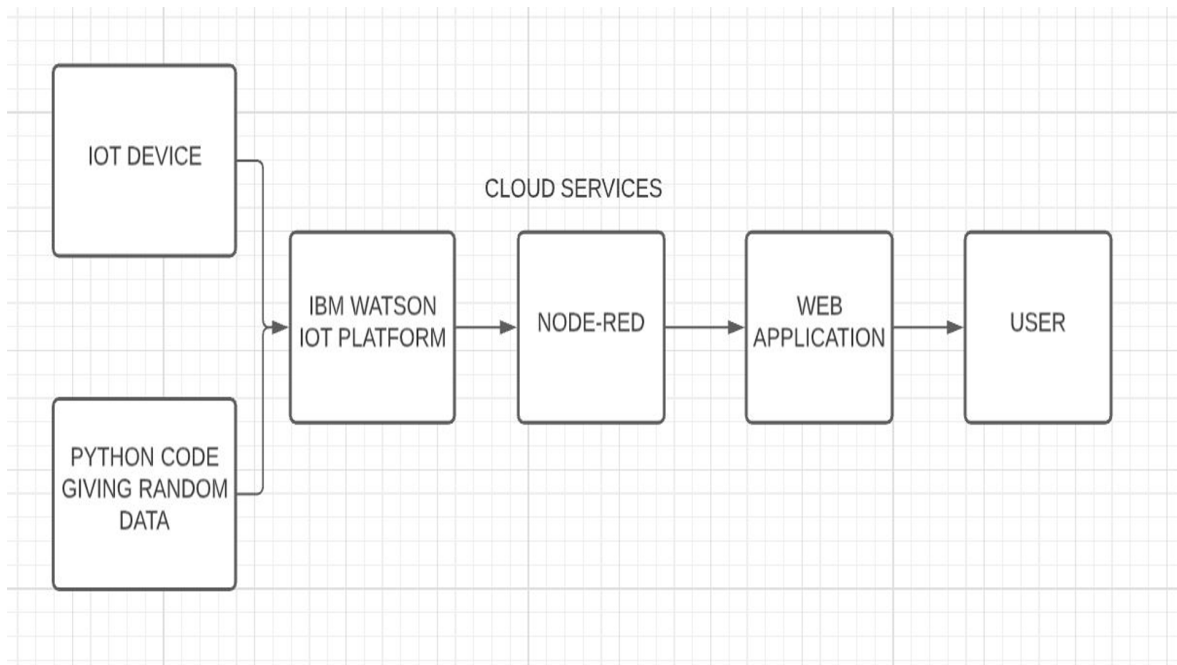 IOT DEVICE
CLOUD SERVICES
IBM WATSON
IOT PLATFORM
NODE-RED
WEB
APPLICATION
USER
PYTHON CODE
GIVING RANDOM
DATA